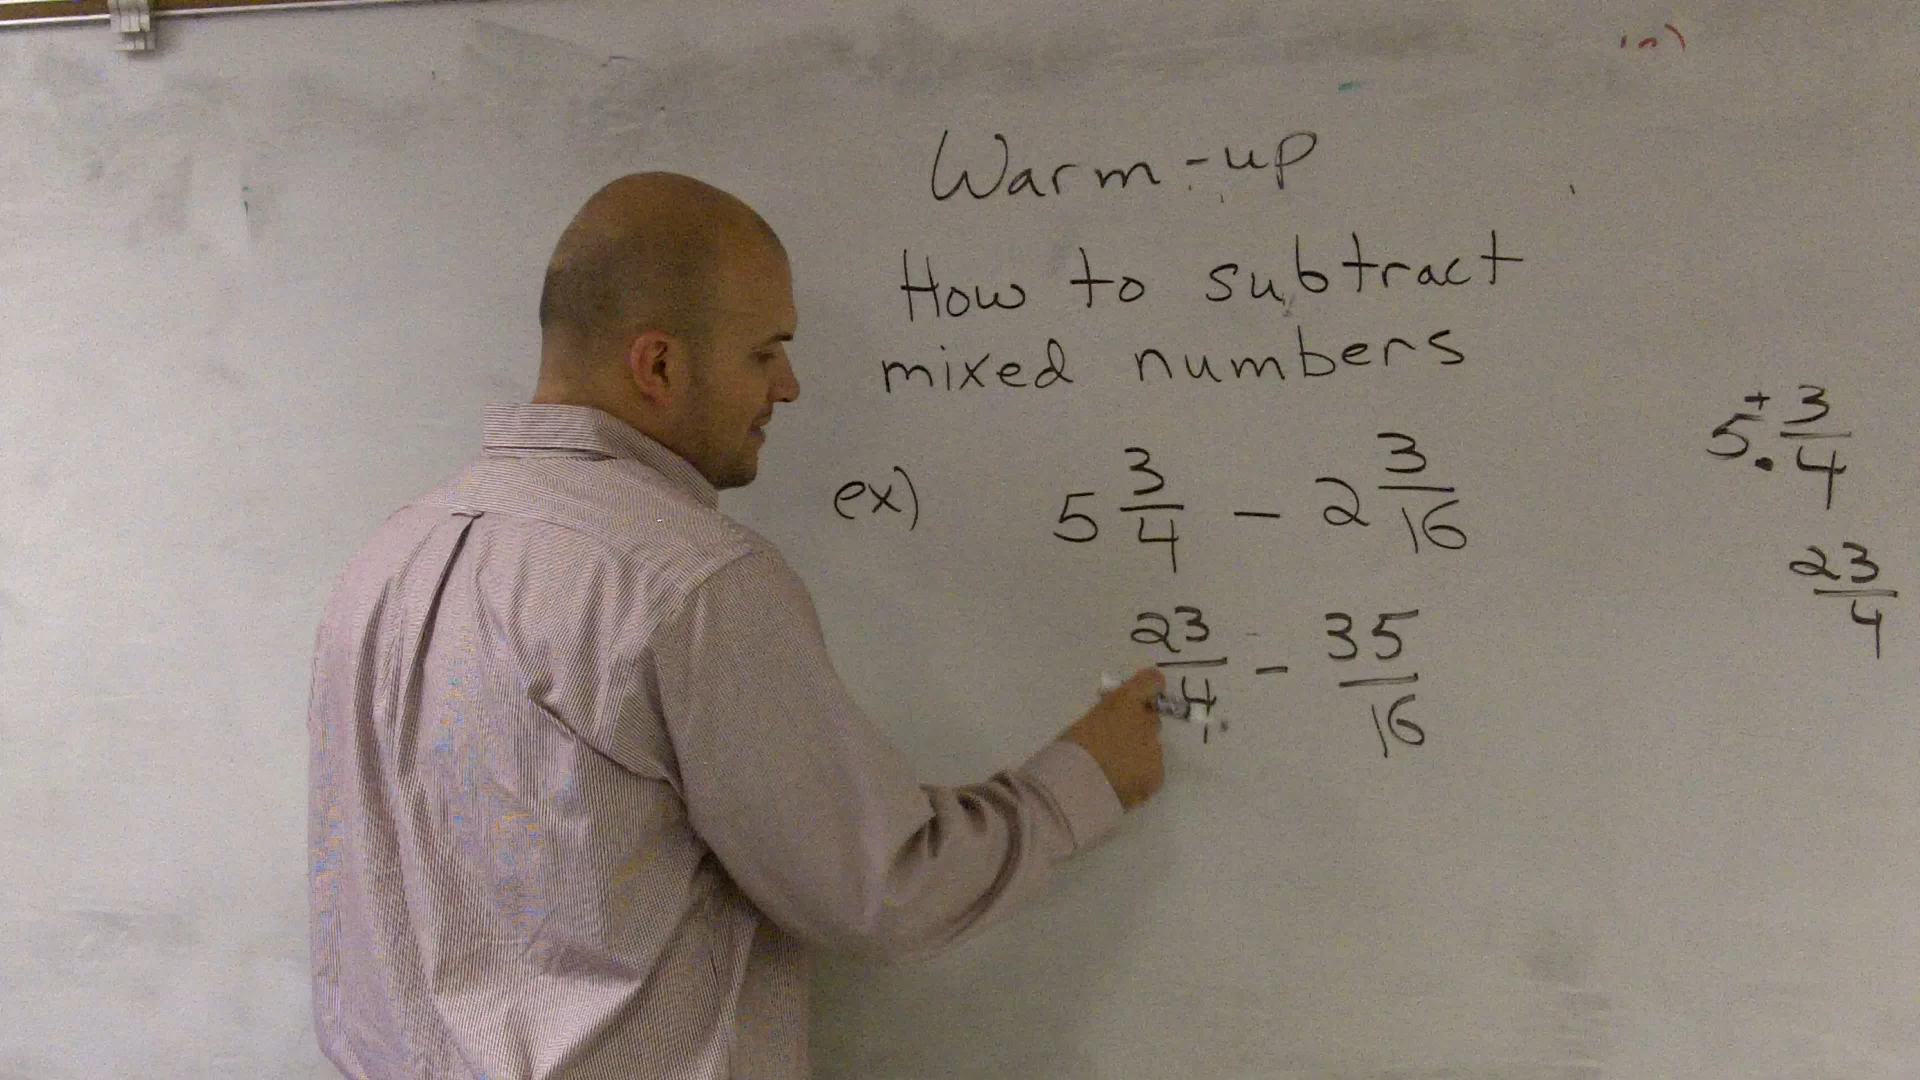 Warm-up
How to subtract
mixed numbers
ex) 5 3/4 - 2 3/16
23/4 - 35/16
5 + . 3/4
23/4